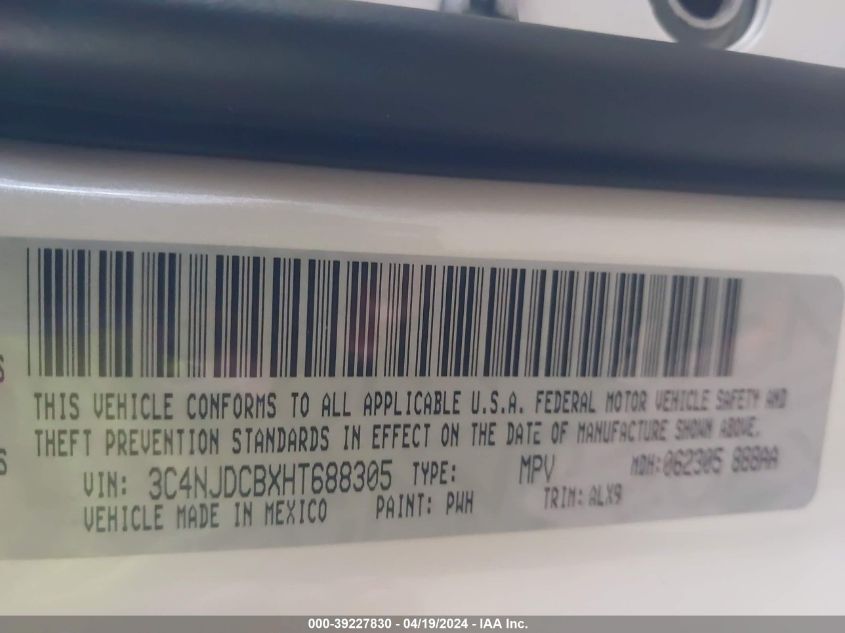 THIS VEHICLE CONFORMS TO ALL APPLICABLE U.S.A. FEDERAL MOTOR VEHICLE SAFETY AND
THEFT PREVENTION STANDARDS IN EFFECT ON THE DATE OF MANUFACTURE SHOWN ABOVE.
VIN: 3C4NJDCBXHT688305 TYPE: MPV MDH:062305 888AA
VEHICLE MADE IN MEXICO PAINT: PWH TRIM: ALX9
000-39227830 - 04/19/2024 - IAA Inc.